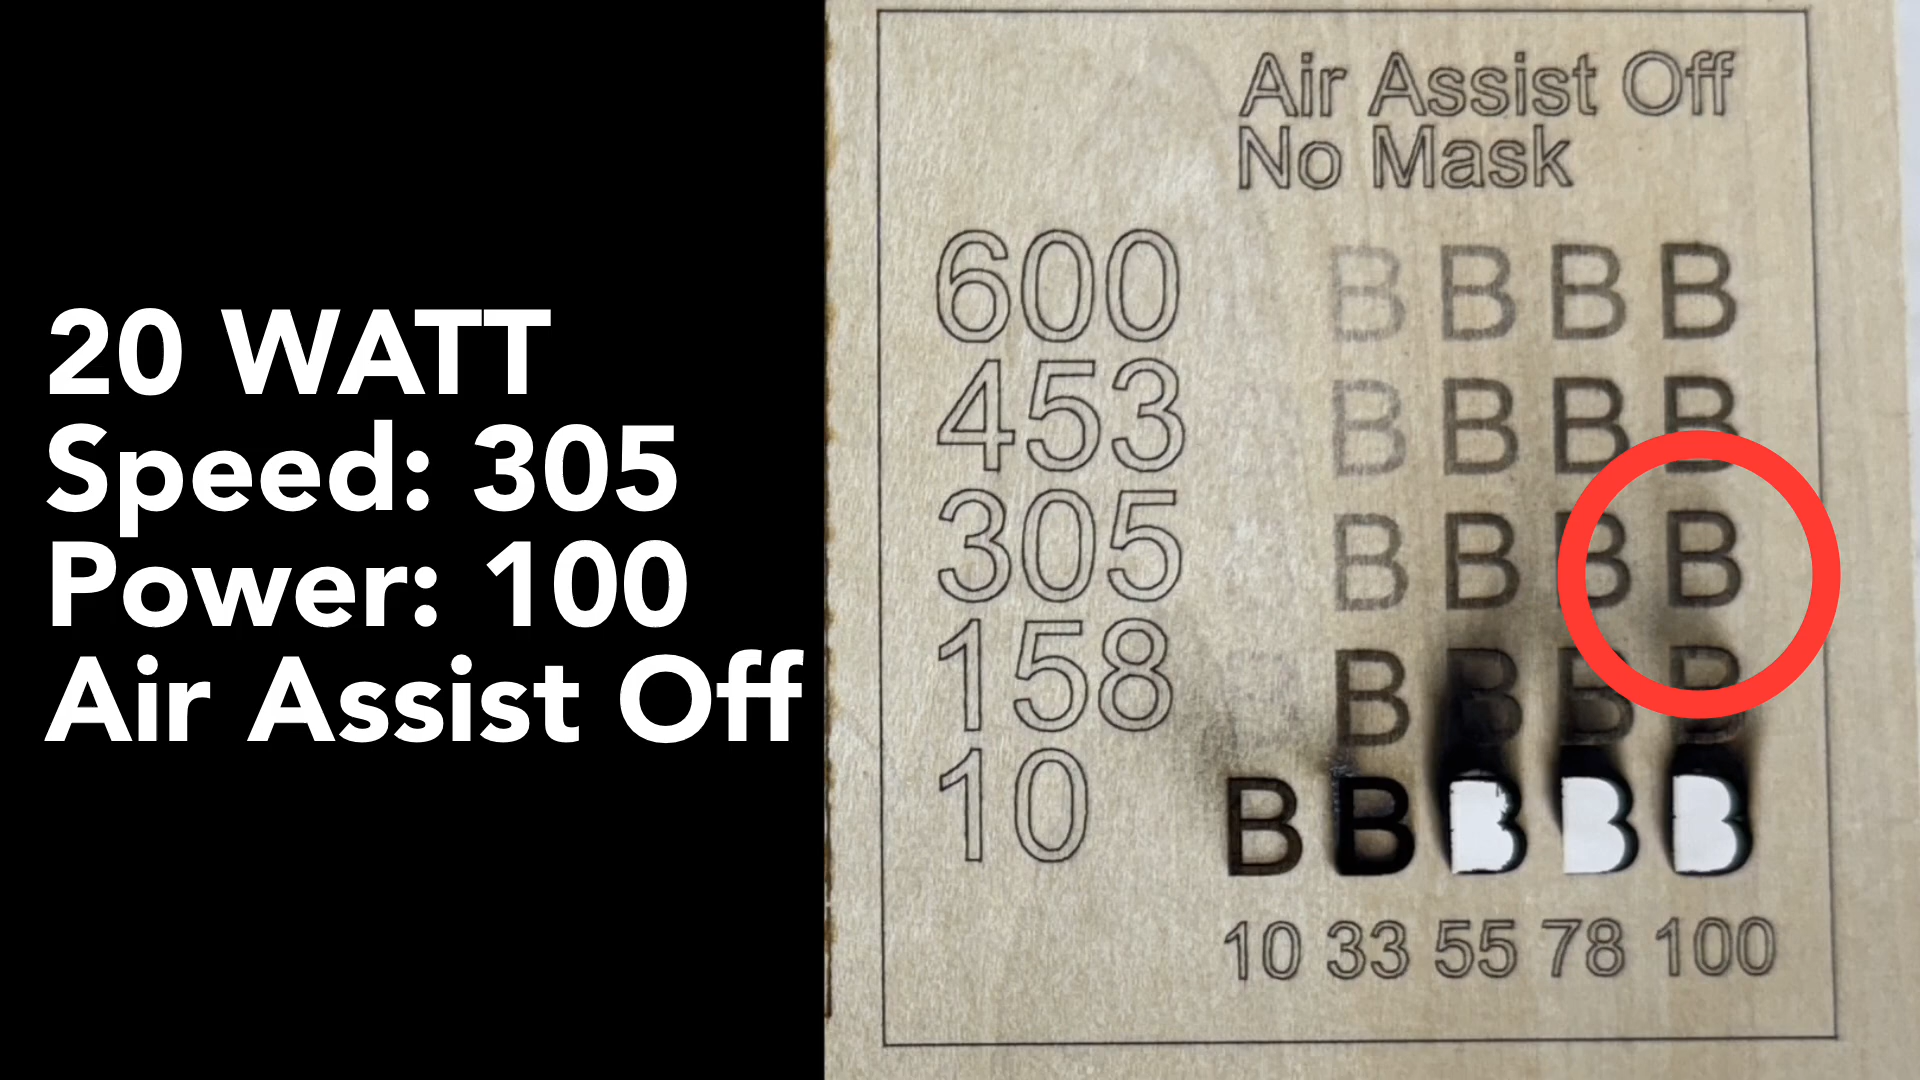 20 WATT
Speed: 305
Power: 100
Air Assist Off
Air Assist Off
No Mask
600 B B B B
453 B B B B
305 B B B B
158 B B B B
10 B B B B B
10 33 55 78 100